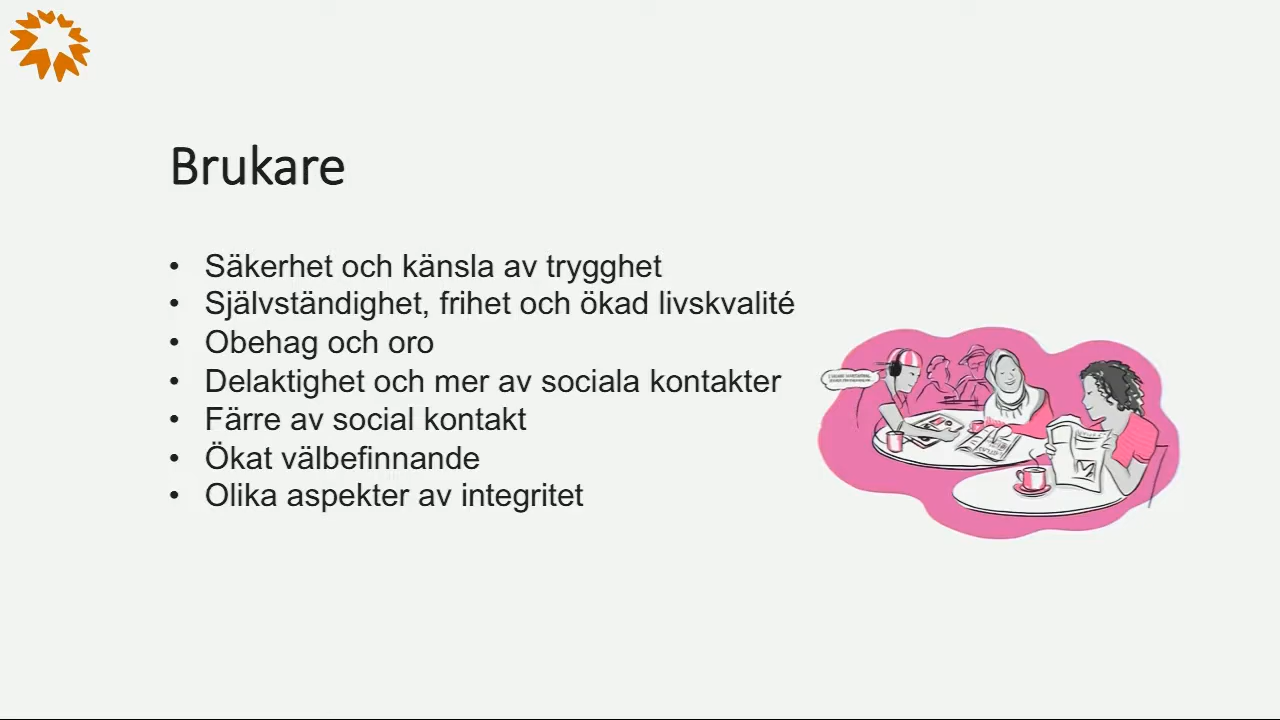 Brukare
• Säkerhet och känsla av trygghet
• Självständighet, frihet och ökad livskvalité
• Obehag och oro
• Delaktighet och mer av sociala kontakter
• Färre av social kontakt
• Ökat välbefinnande
• Olika aspekter av integritet